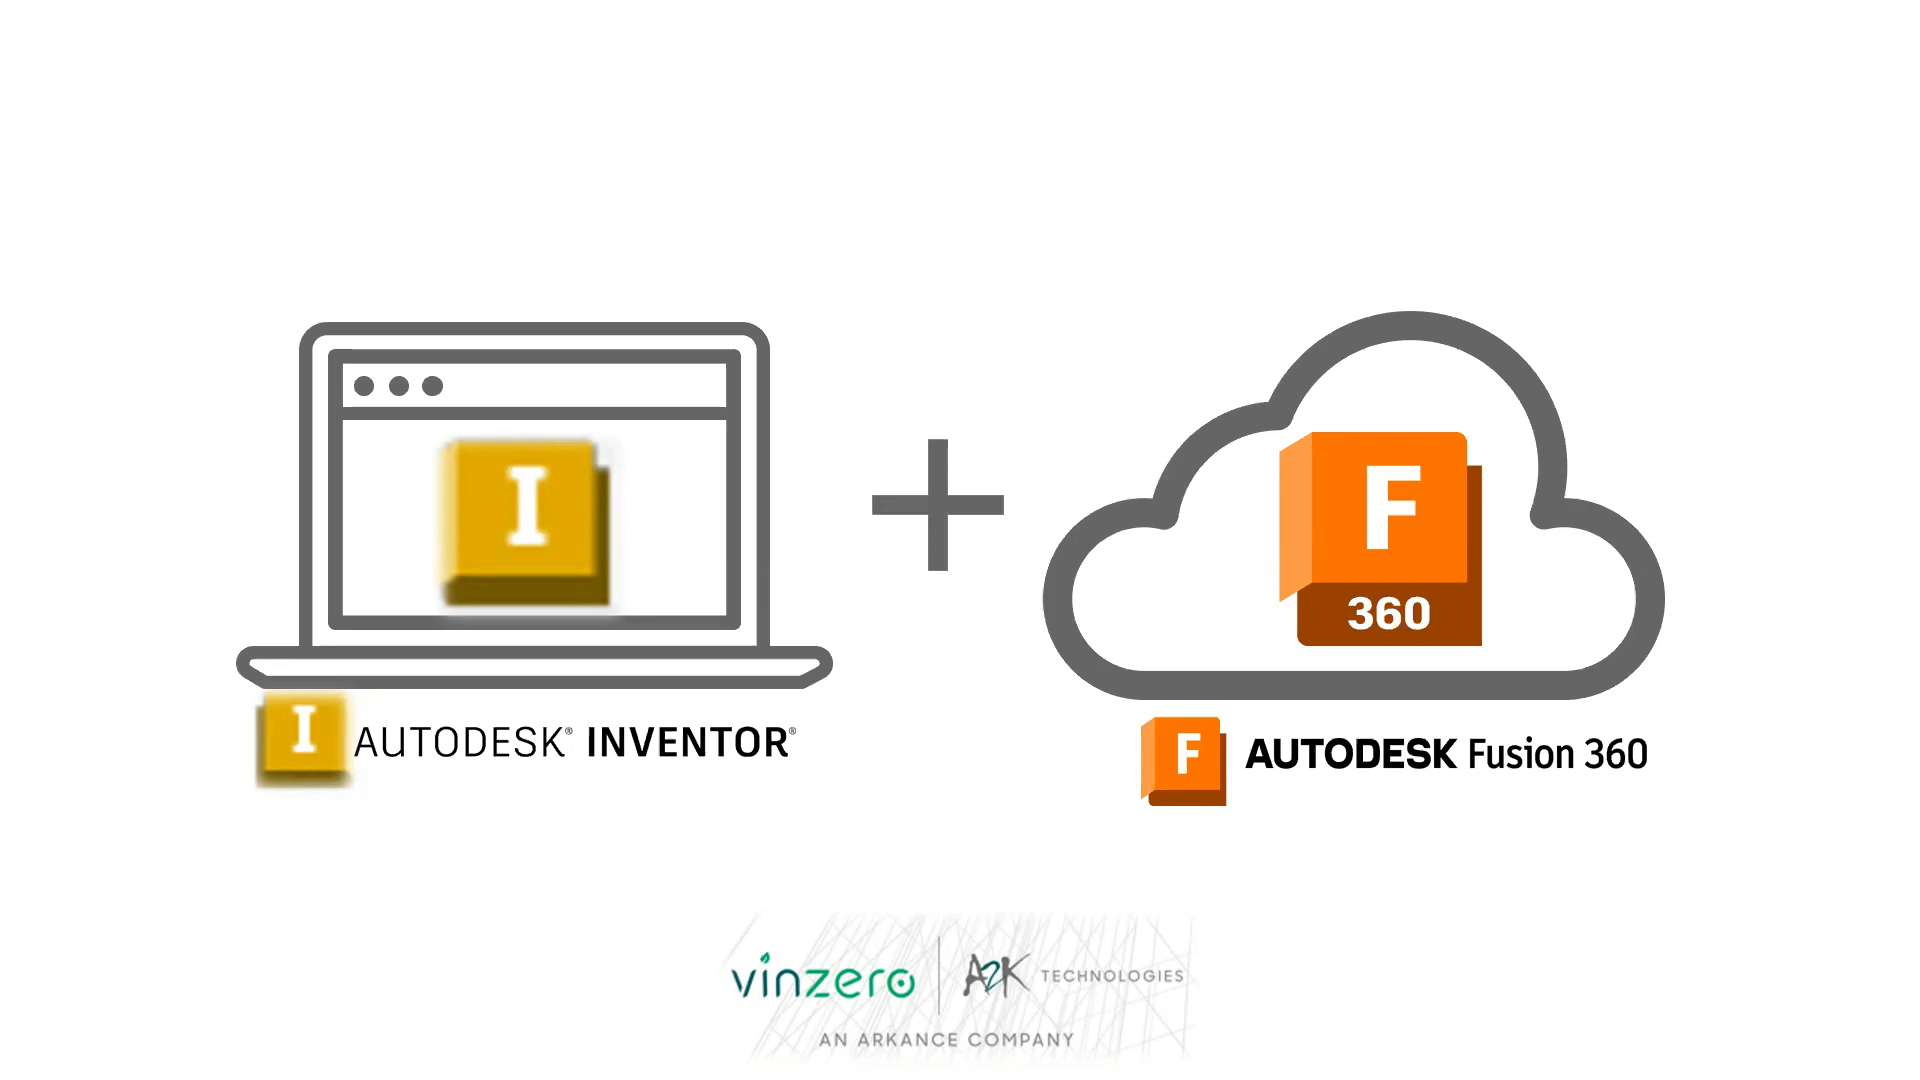 I
F
360
I AUTODESK® INVENTOR®
F AUTODESK Fusion 360
vinzero A2K TECHNOLOGIES
AN ARKANCE COMPANY